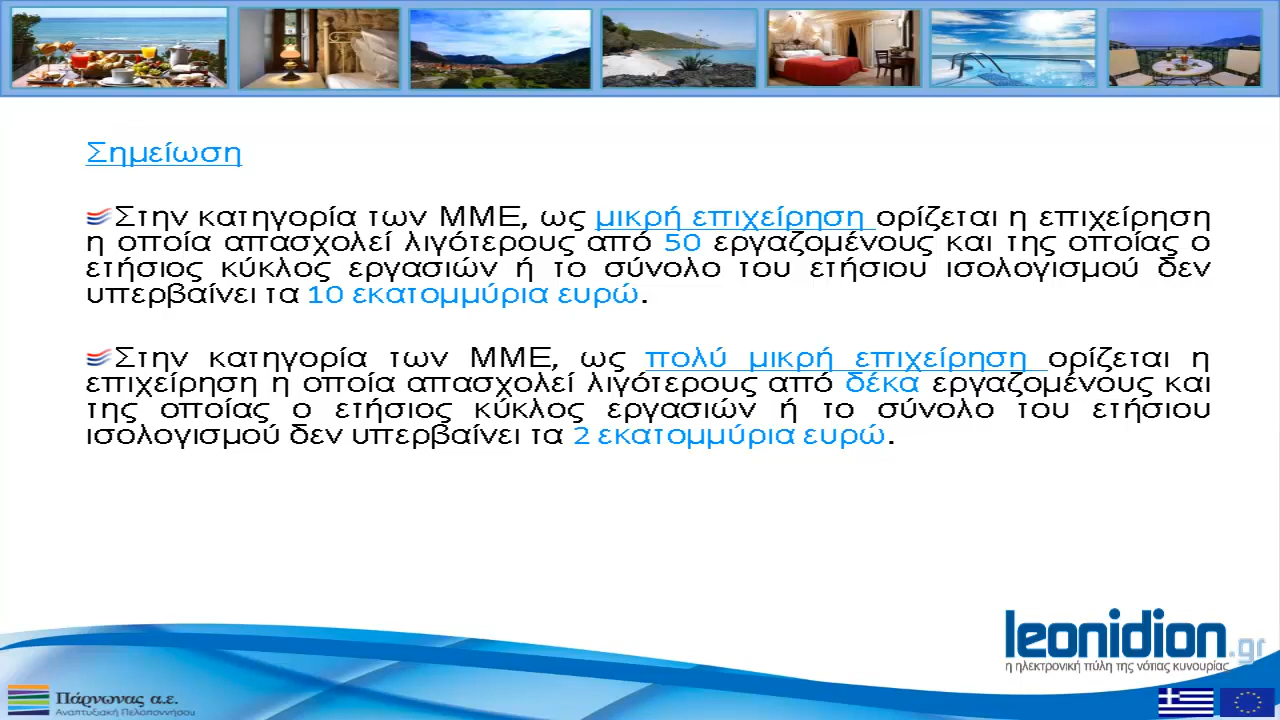 Σημείωση
Στην κατηγορία των ΜΜΕ, ως μικρή επιχείρηση ορίζεται η επιχείρηση
η οποία απασχολεί λιγότερους από 50 εργαζομένους και της οποίας ο
ετήσιος κύκλος εργασιών ή το σύνολο του ετήσιου ισολογισμού δεν
υπερβαίνει τα 10 εκατομμύρια ευρώ.
Στην κατηγορία των ΜΜΕ, ως πολύ μικρή επιχείρηση ορίζεται η
επιχείρηση η οποία απασχολεί λιγότερους από δέκα εργαζομένους και
της οποίας ο ετήσιος κύκλος εργασιών ή το σύνολο του ετήσιου
ισολογισμού δεν υπερβαίνει τα 2 εκατομμύρια ευρώ.
leonidion.gr
η ηλεκτρονική πύλη της νότιας κυνουρίας
Πάρνωνας α.ε.
Αναπτυξιακή Πελοποννήσου